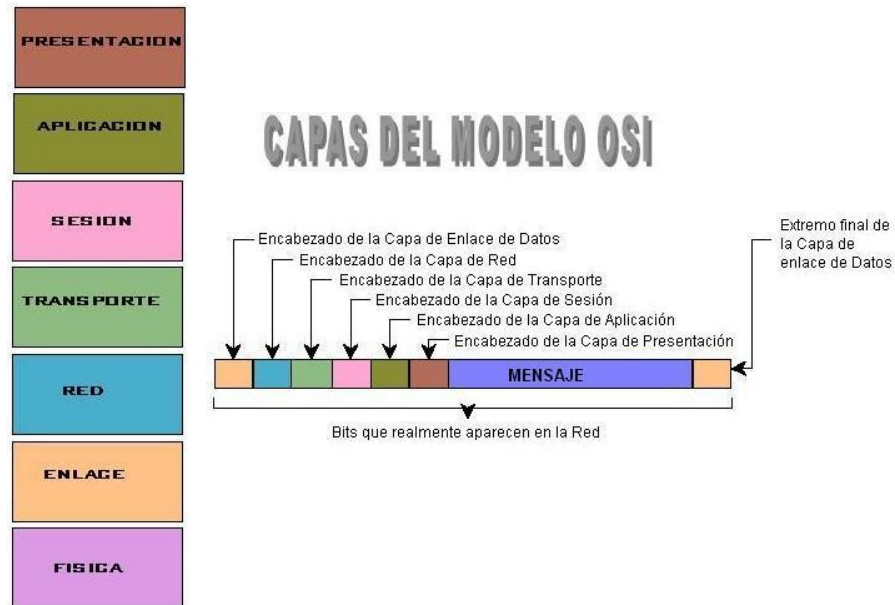 PRESENTACION
APLICACION
SESION
TRANSPORTE
RED
ENLACE
FISICA
CAPAS DEL MODELO OSI
Encabezado de la Capa de Enlace de Datos
Encabezado de la Capa de Red
Encabezado de la Capa de Transporte
Encabezado de la Capa de Sesión
Encabezado de la Capa de Aplicación
Encabezado de la Capa de Presentación
Extremo final de
la Capa de
enlace de Datos
MENSAJE
Bits que realmente aparecen en la Red